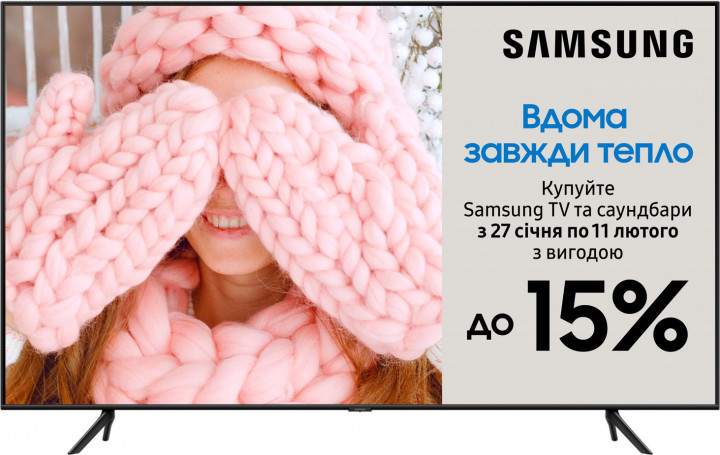 SAMSUNG
Вдома
завжди тепло
Купуйте
Samsung TV та саундбари
з 27 січня по 11 лютого
з вигодою
до 15%